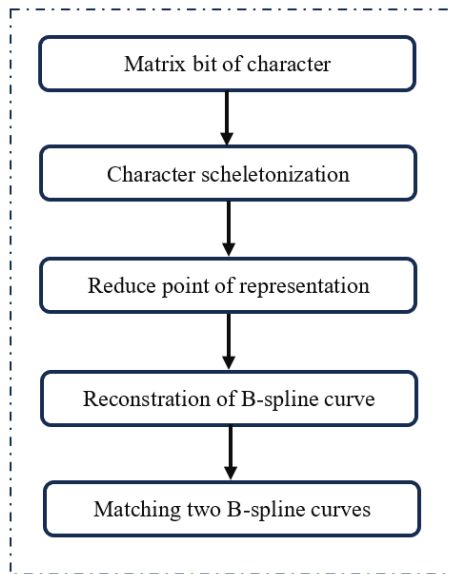 Matrix bit of character
Character scheletonization
Reduce point of representation
Reconstration of B-spline curve
Matching two B-spline curves